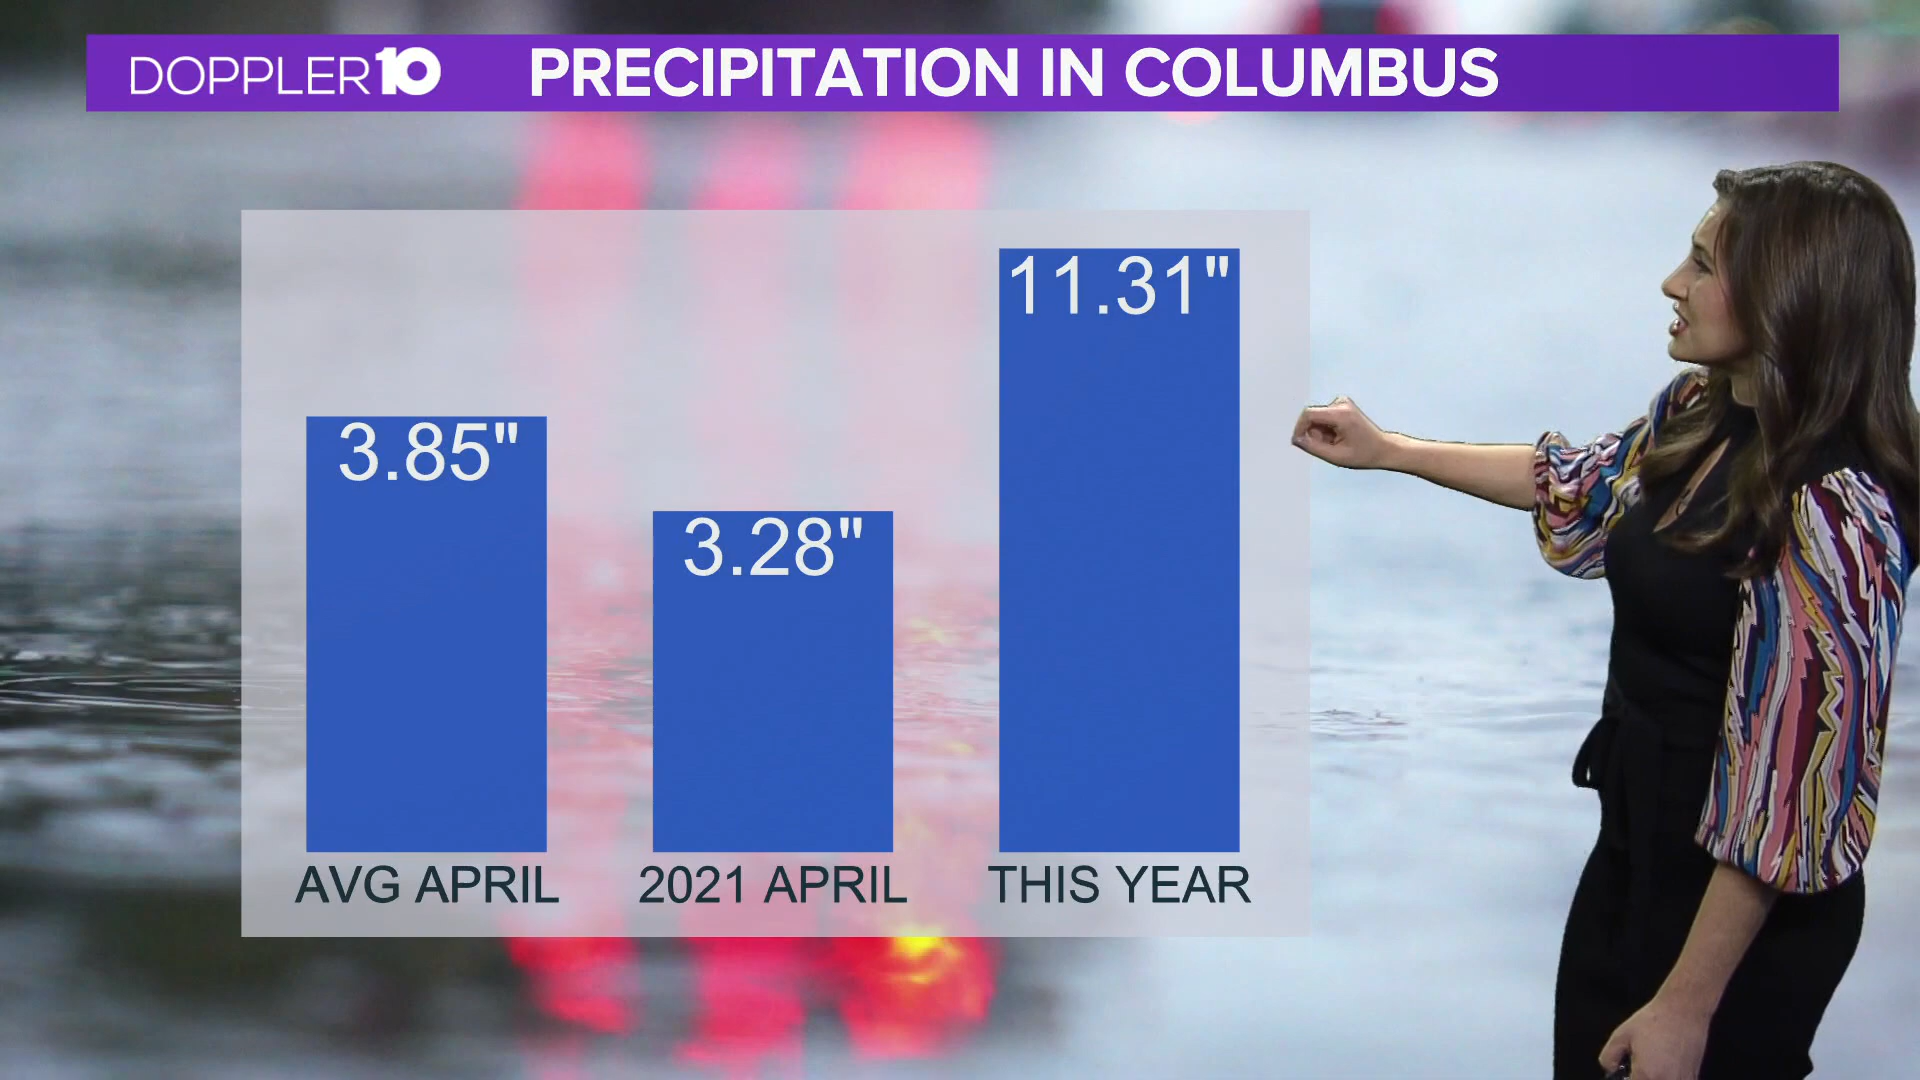 DOPPLER10 PRECIPITATION IN COLUMBUS
11.31"
3.85"
3.28"
AVG APRIL 2021 APRIL THIS YEAR